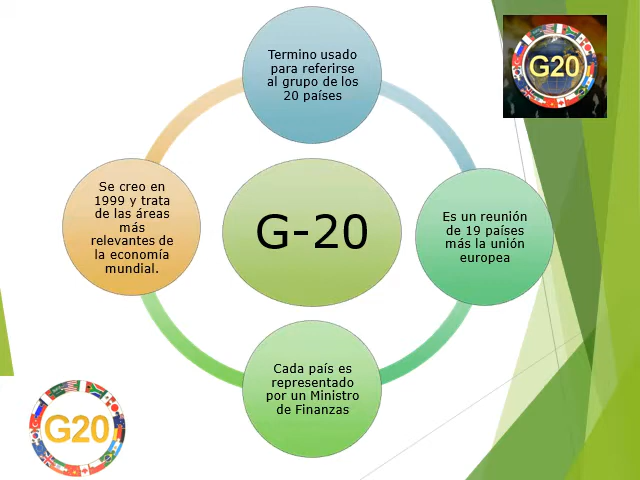 Termino usado
para referirse
al grupo de los
20 países
G20
Se creo en
1999 y trata
de las áreas
más
relevantes de
la economía
mundial.
G-20
Es un reunión
de 19 países
más la unión
europea
Cada país es
representado
por un Ministro
de Finanzas
G20